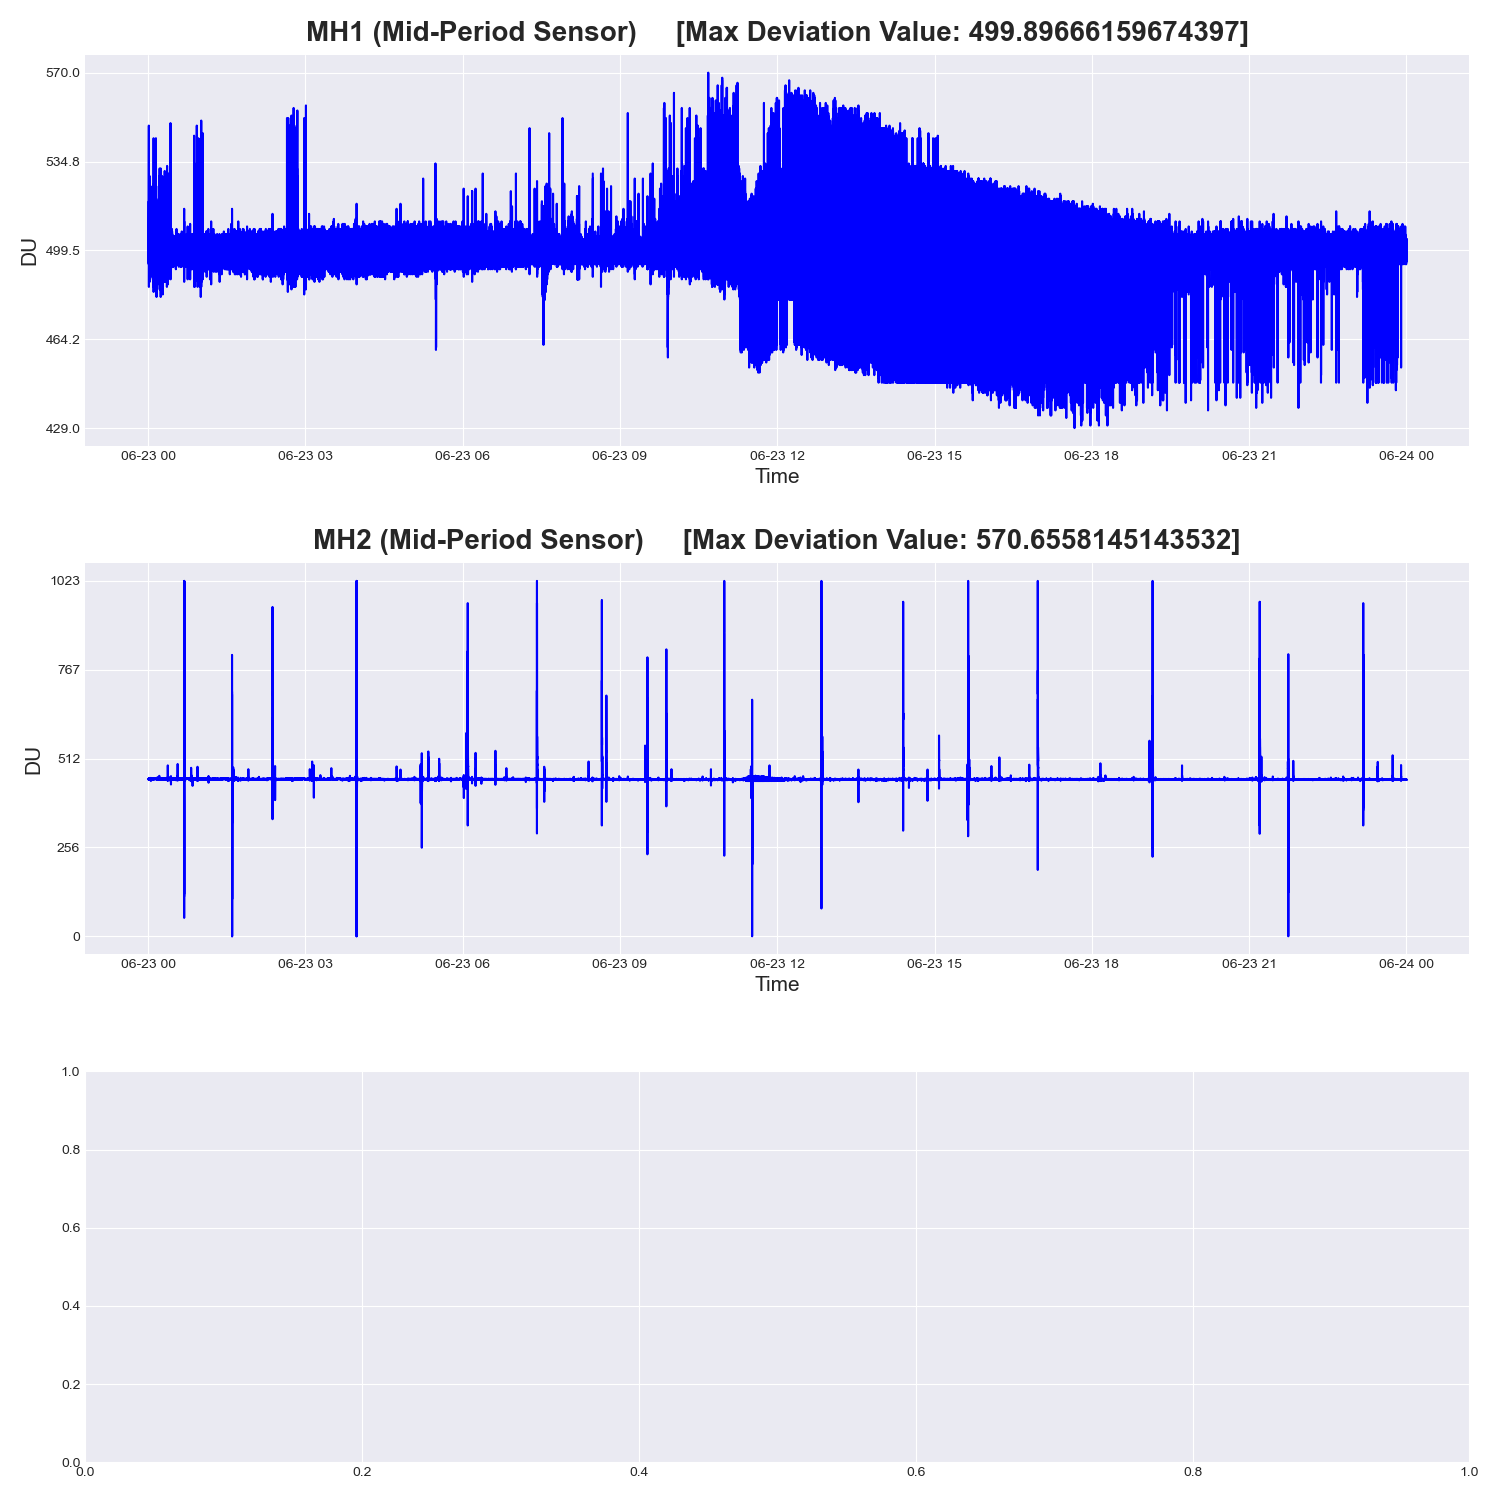 MH1 (Mid-Period Sensor)     [Max Deviation Value: 499.89666159674397]
570.0
534.8
499.5
464.2
429.0
DU
06-23 00 06-23 03 06-23 06 06-23 09 06-23 12 06-23 15 06-23 18 06-23 21 06-24 00
Time
MH2 (Mid-Period Sensor)     [Max Deviation Value: 570.6558145143532]
1023
767
512
256
0
DU
06-23 00 06-23 03 06-23 06 06-23 09 06-23 12 06-23 15 06-23 18 06-23 21 06-24 00
Time
1.0
0.8
0.6
0.4
0.2
0.0
0.0 0.2 0.4 0.6 0.8 1.0